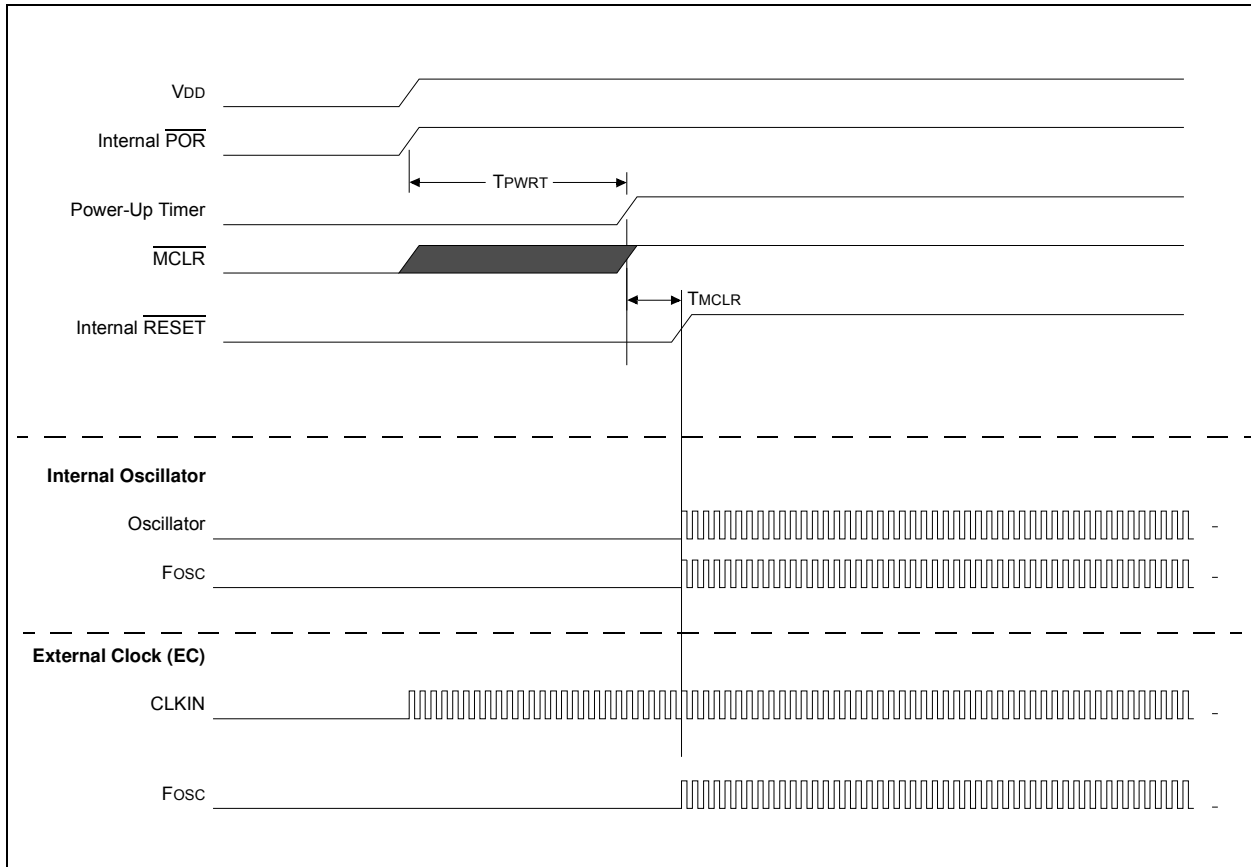 VDD
Internal POR
TPWRT
Power-Up Timer
MCLR
TMCLR
Internal RESET
Internal Oscillator
Oscillator
FOSC
External Clock (EC)
CLKIN
FOSC